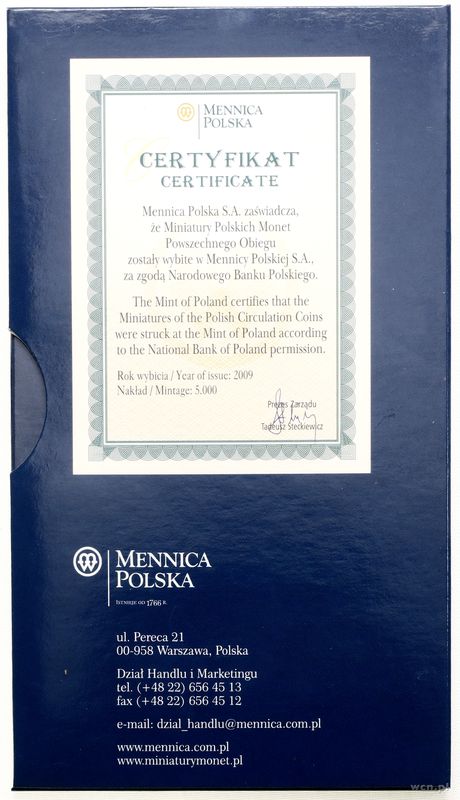 MENNICA
POLSKA
CERTYFIKAT
CERTIFICATE
Mennica Polska S.A. zaświadcza,
że Miniatury Polskich Monet
Powszechnego Obiegu
zostały wybite w Mennicy Polskiej S.A.,
za zgodą Narodowego Banku Polskiego.
The Mint of Poland certifies that the
Miniatures of the Polish Circulation Coins
were struck at the Mint of Poland according
to the National Bank of Poland permission.
Rok wybicia / Year of issue: 2009
Nakład / Mintage: 5.000
Prezes Zarządu
Tadeusz Steckiewicz
MENNICA
POLSKA
ISTNIEJE OD 1766 R.
ul. Pereca 21
00-958 Warszawa, Polska
Dział Handlu i Marketingu
tel. (+48 22) 656 45 13
fax (+48 22) 656 45 12
e-mail: dzial_handlu@mennica.com.pl
www.mennica.com.pl
www.miniaturymonet.pl
wcn.pl